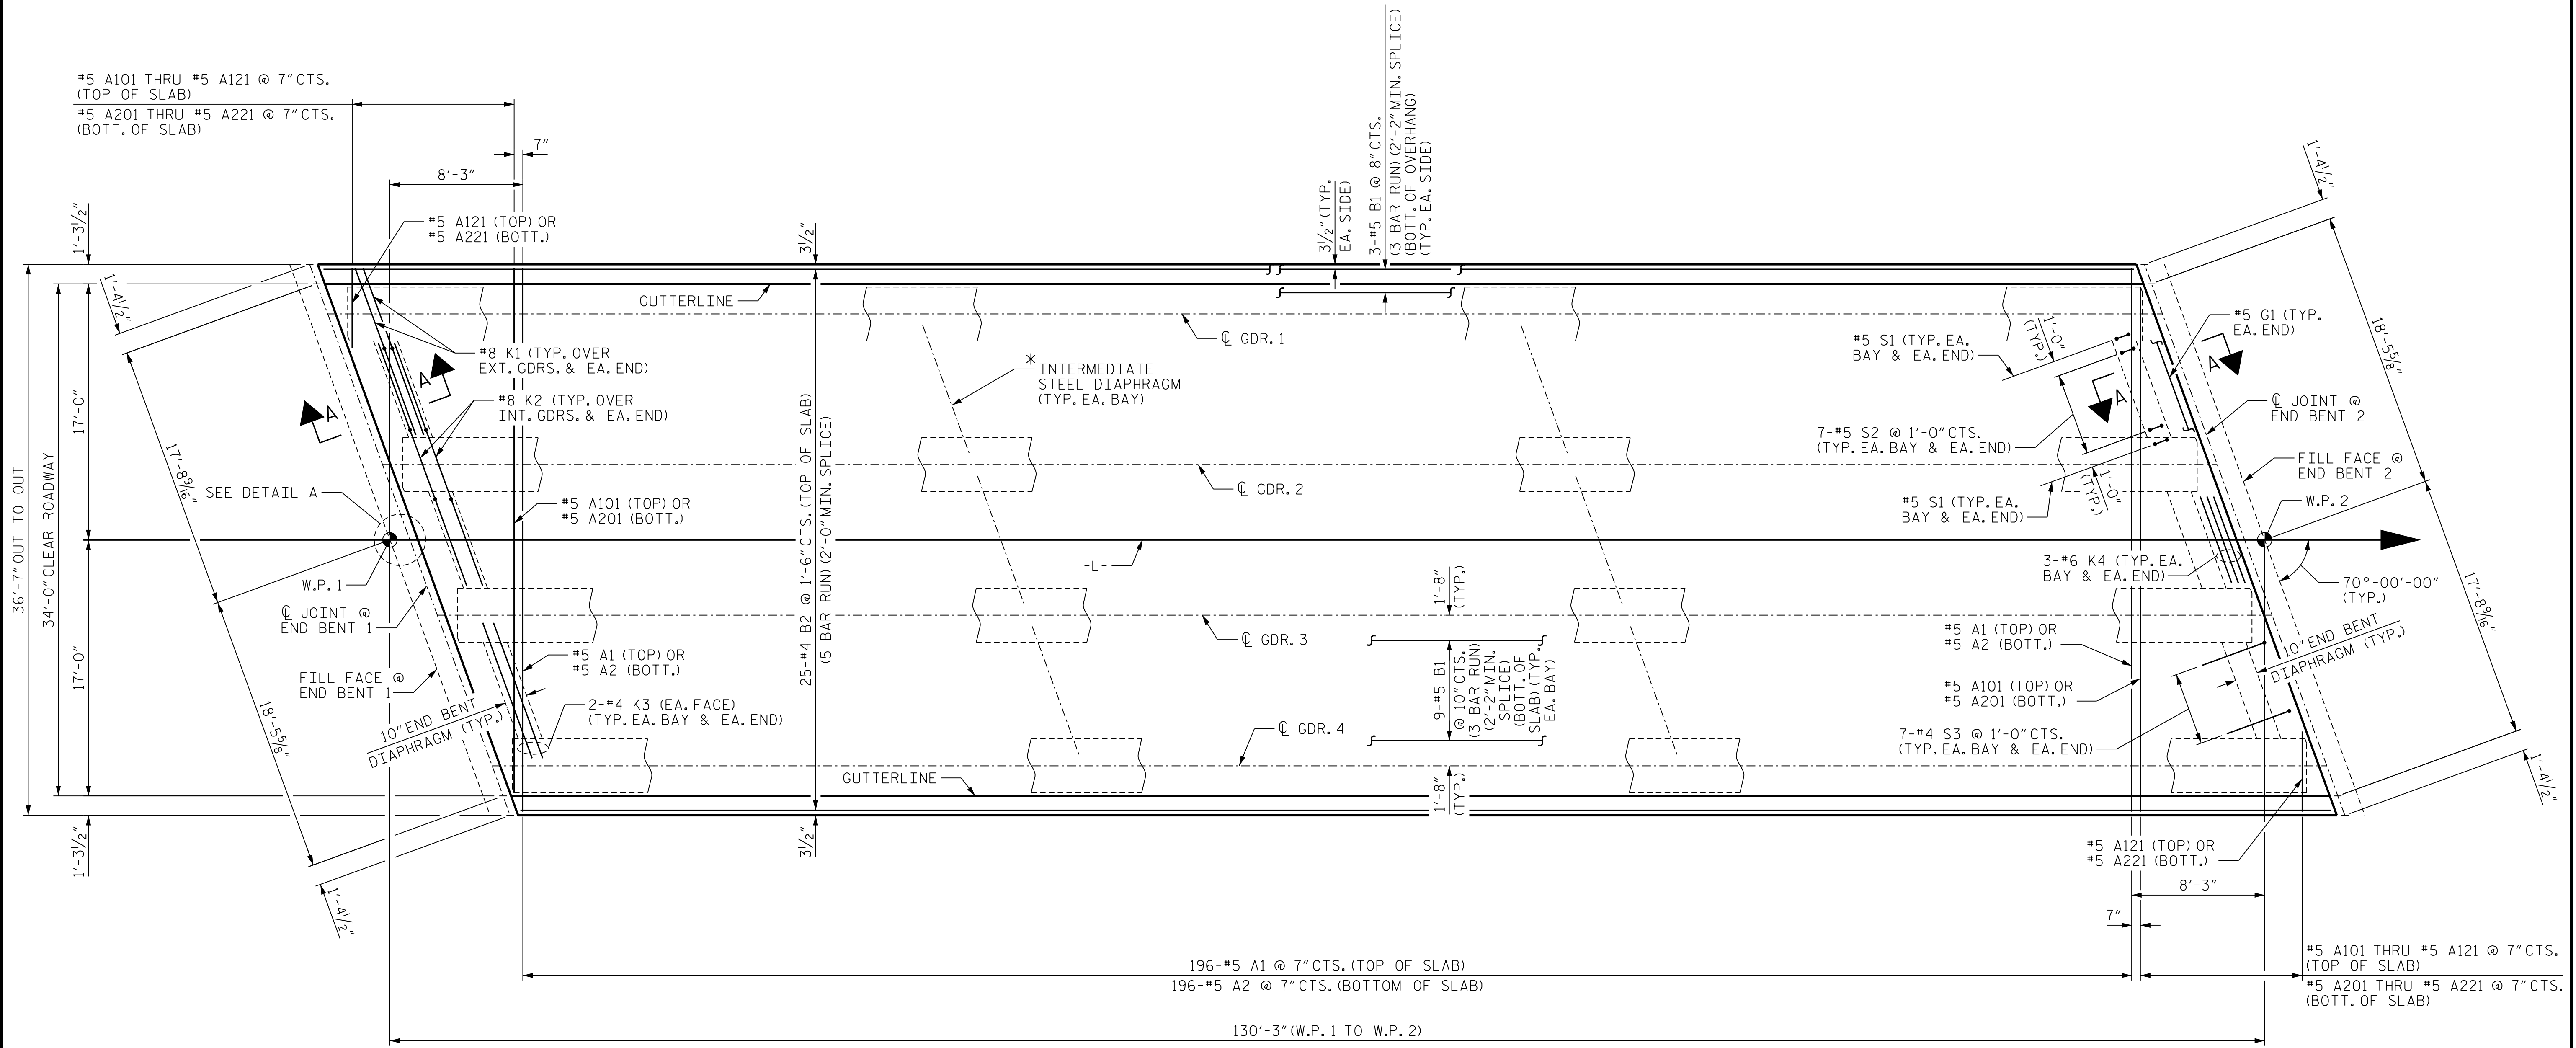 #5 A101 THRU #5 A121 @ 7" CTS.
(TOP OF SLAB)
#5 A201 THRU #5 A221 @ 7" CTS.
(BOTT. OF SLAB)
7"
8'-3"
1'-3½"
#5 A121 (TOP) OR
#5 A221 (BOTT.)
3½"
3½" (TYP.
EA. SIDE)
3-#5 B1 @ 8" CTS.
(3 BAR RUN) (2'-2" MIN. SPLICE)
(BOTT. OF OVERHANG)
(TYP. EA. SIDE)
1'-4½"
1'-4½"
GUTTERLINE
℄ GDR. 1
#8 K1 (TYP. OVER
EXT. GDRS. & EA. END)
#8 K2 (TYP. OVER
INT. GDRS. & EA. END)
A
A
*
INTERMEDIATE
STEEL DIAPHRAGM
(TYP. EA. BAY)
#5 S1 (TYP. EA.
BAY & EA. END)
1'-0"
(TYP.)
#5 G1 (TYP.
EA. END)
A
A
18'-5⅝"
℄ JOINT @
END BENT 2
7-#5 S2 @ 1'-0" CTS.
(TYP. EA. BAY & EA. END)
FILL FACE @
END BENT 2
36'-7" OUT TO OUT
34'-0" CLEAR ROADWAY
17'-0"
17'-8⁹⁄₁₆"
SEE DETAIL A
#5 A101 (TOP) OR
#5 A201 (BOTT.)
25-#4 B2 @ 1'-6" CTS. (TOP OF SLAB)
(5 BAR RUN) (2'-0" MIN. SPLICE)
℄ GDR. 2
#5 S1 (TYP. EA.
BAY & EA. END)
1'-0"
(TYP.)
W.P. 2
W.P. 1
-L-
3-#6 K4 (TYP. EA.
BAY & EA. END)
70°-00'-00"
(TYP.)
℄ JOINT @
END BENT 1
1'-8"
(TYP.)
℄ GDR. 3
#5 A1 (TOP) OR
#5 A2 (BOTT.)
10" END BENT
DIAPHRAGM (TYP.)
17'-8⁹⁄₁₆"
17'-0"
FILL FACE @
END BENT 1
#5 A1 (TOP) OR
#5 A2 (BOTT.)
9-#5 B1
@ 10" CTS.
(3 BAR RUN)
(2'-2" MIN.
SPLICE)
(BOTT. OF
SLAB) (TYP.
EA. BAY)
#5 A101 (TOP) OR
#5 A201 (BOTT.)
18'-5⅝"
10" END BENT
DIAPHRAGM (TYP.)
2-#4 K3 (EA. FACE)
(TYP. EA. BAY & EA. END)
℄ GDR. 4
7-#4 S3 @ 1'-0" CTS.
(TYP. EA. BAY & EA. END)
GUTTERLINE
1'-8"
(TYP.)
1'-4½"
1'-3½"
3½"
1'-4½"
#5 A121 (TOP) OR
#5 A221 (BOTT.)
8'-3"
7"
196-#5 A1 @ 7" CTS. (TOP OF SLAB)
196-#5 A2 @ 7" CTS. (BOTTOM OF SLAB)
#5 A101 THRU #5 A121 @ 7" CTS.
(TOP OF SLAB)
#5 A201 THRU #5 A221 @ 7" CTS.
(BOTT. OF SLAB)
130'-3" (W.P. 1 TO W.P. 2)